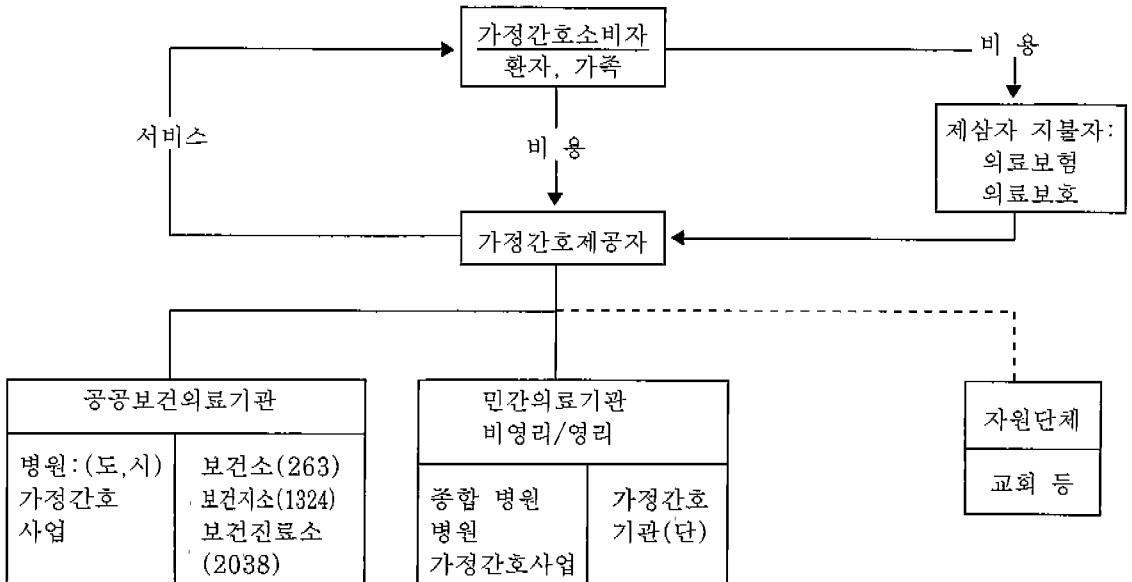 가정간호소비자
환자, 가족
비 용
서비스
비 용
제삼자 지불자:
의료보험
의료보호
가정간호제공자
공공보건의료기관
병원:(도,시)
가정간호
사업
보건소(263)
보건지소(1324)
보건진료소
(2038)
민간의료기관
비영리/영리
종합 병원
병원
가정간호사업
가정간호
기관(단)
자원단체
교회 등